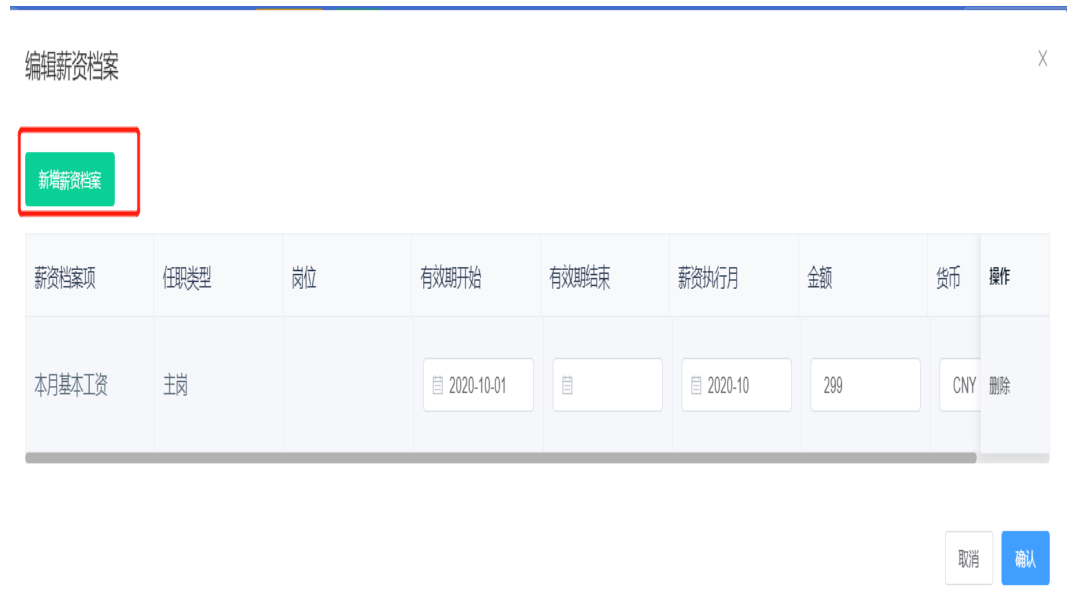 编辑薪资档案
新增薪资档案
薪资档案项 任职类型 岗位 有效期开始 有效期结束 薪资执行月 金额 货币 操作
本月基本工资 主岗 2020-10-01 2020-10 299 CNY 删除
取消 确认